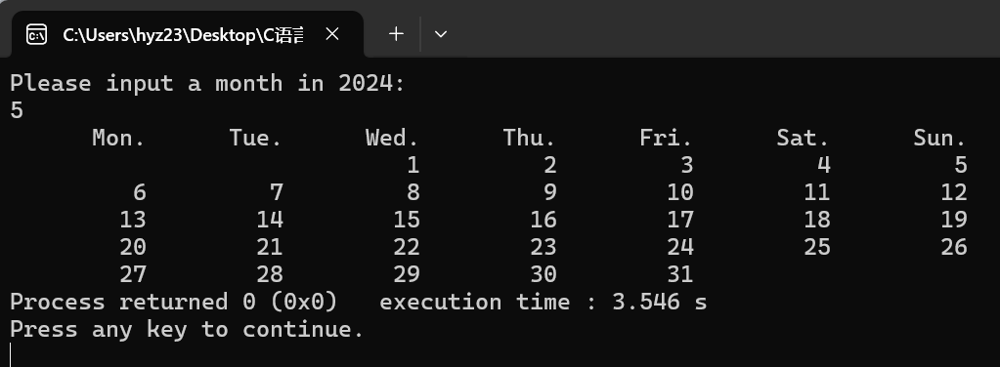 C:\Users\hyz23\Desktop\C语言
Please input a month in 2024:
5
Mon. Tue. Wed. Thu. Fri. Sat. Sun.
1 2 3 4 5
6 7 8 9 10 11 12
13 14 15 16 17 18 19
20 21 22 23 24 25 26
27 28 29 30 31
Process returned 0 (0x0)   execution time : 3.546 s
Press any key to continue.